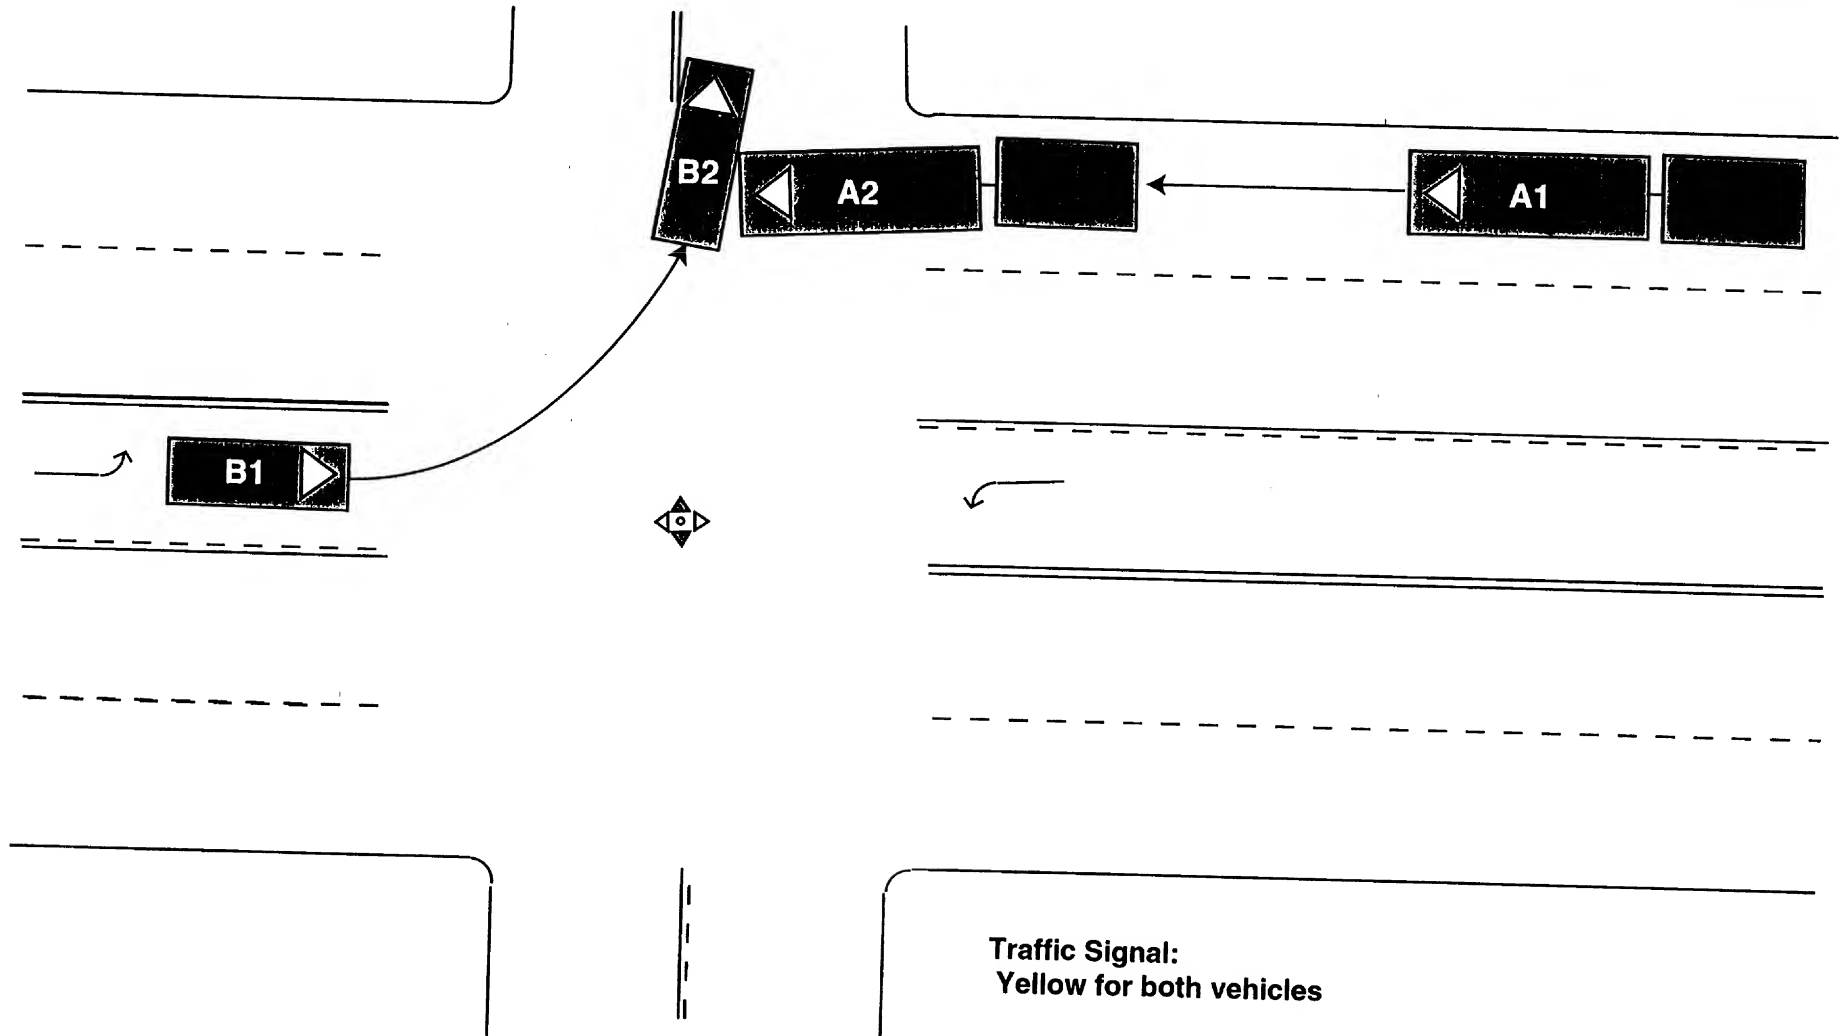 B2
A2
A1
B1
Traffic Signal:
Yellow for both vehicles